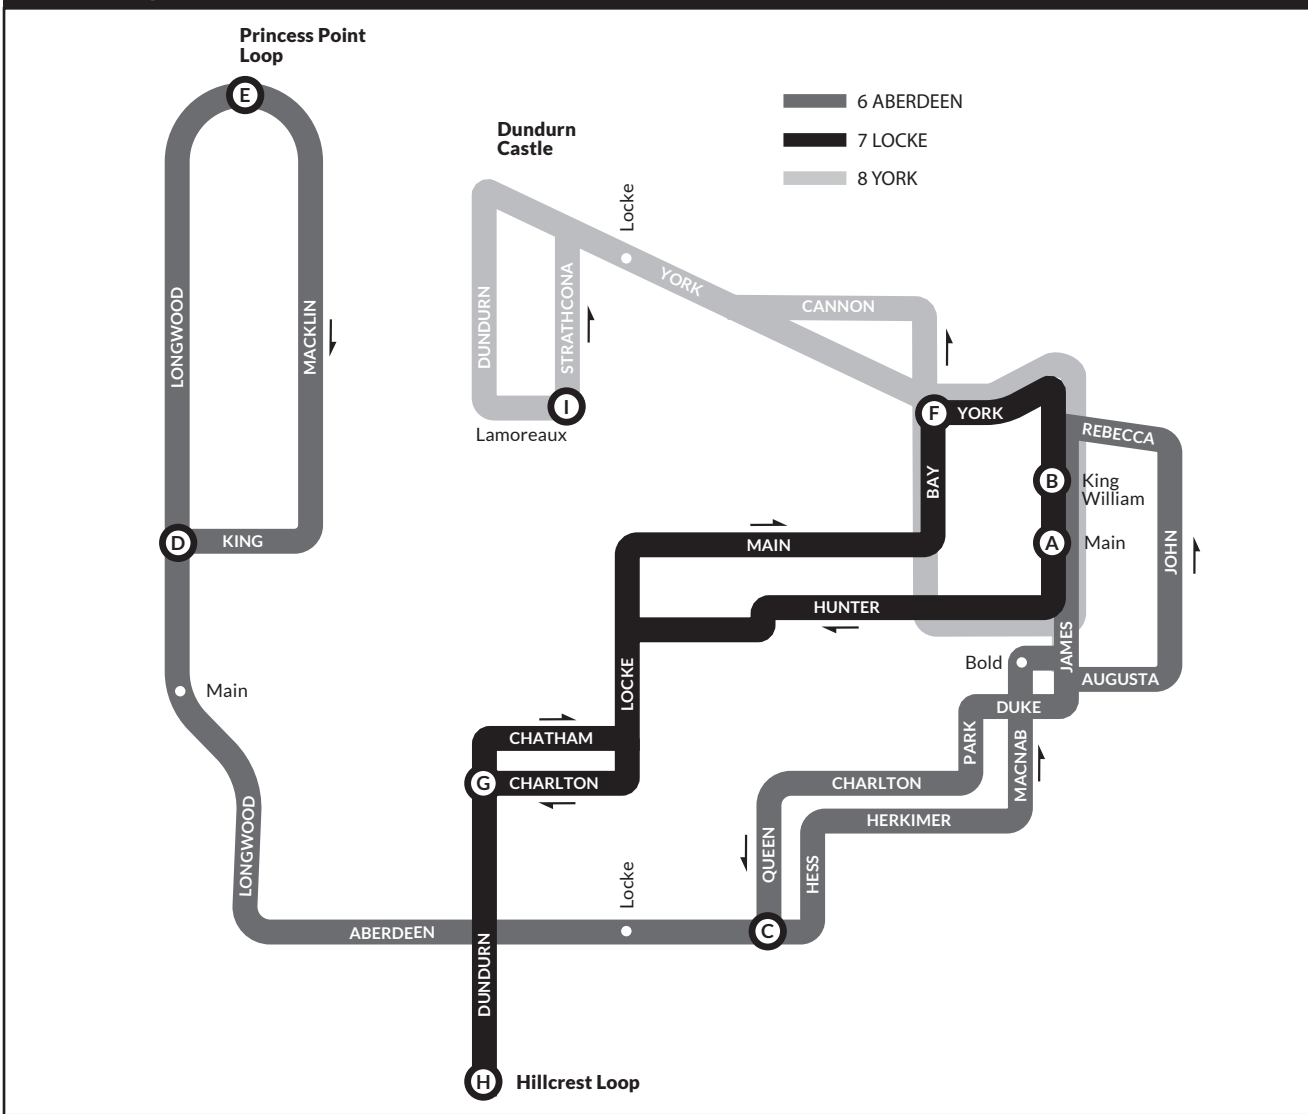 Princess Point
Loop
E
6 ABERDEEN
7 LOCKE
8 YORK
Dundurn
Castle
Locke
LONGWOOD
MACKLIN
DUNDURN
STRATHCONA
YORK
CANNON
I
Lamoreaux
F
YORK
REBECCA
BAY
B
King
William
D
KING
MAIN
A
Main
JOHN
HUNTER
JAMES
Bold
AUGUSTA
Main
LOCKE
DUKE
PARK
MACNAB
CHATHAM
G
CHARLTON
CHARLTON
HERKIMER
QUEEN
HESS
LONGWOOD
Locke
ABERDEEN
C
DUNDURN
H
Hillcrest Loop